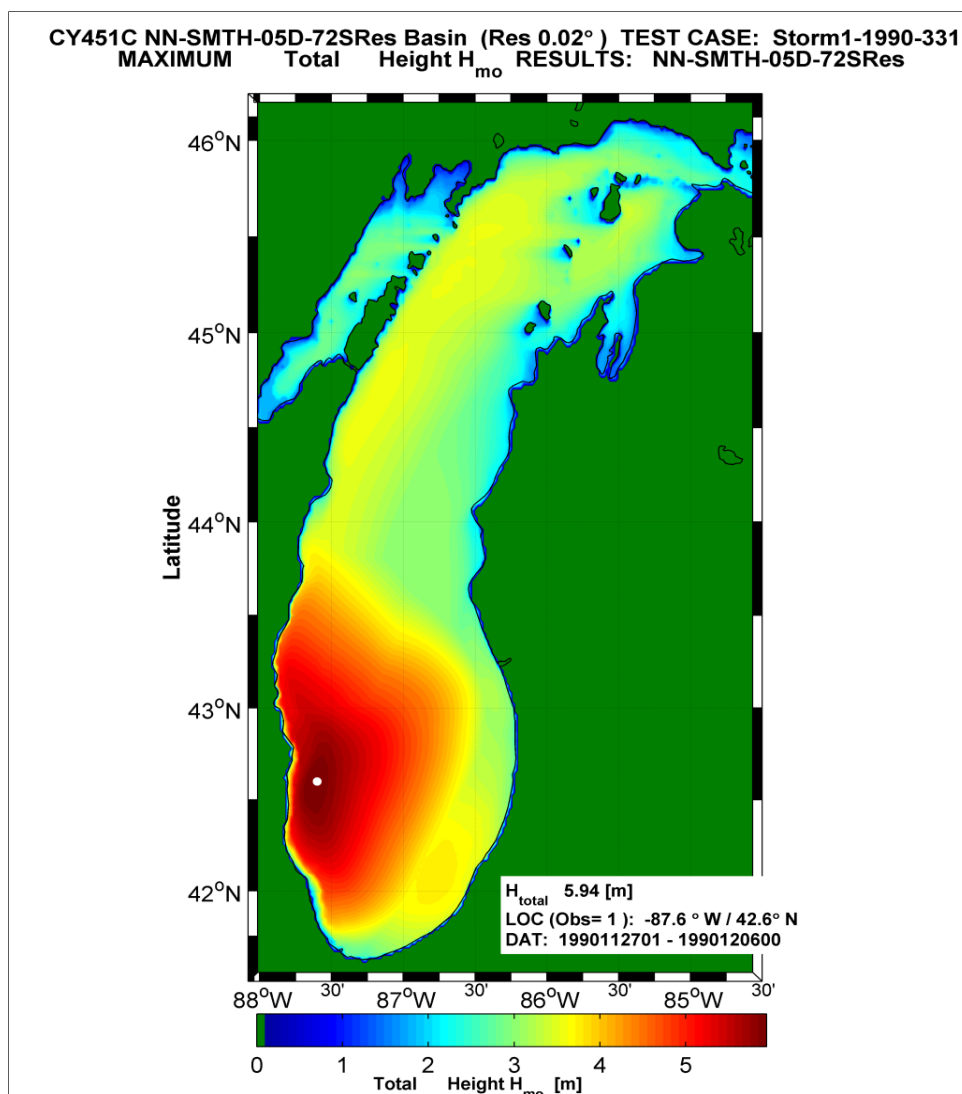 CY451C NN-SMTH-05D-72SRes Basin (Res 0.02° ) TEST CASE: Storm1-1990-331
MAXIMUM Total Height Hmo RESULTS: NN-SMTH-05D-72SRes
46°N
45°N
44°N
43°N
42°N
Latitude
Htotal 5.94 [m]
LOC (Obs= 1 ): -87.6 ° W / 42.6° N
DAT: 1990112701 - 1990120600
88°W 30' 87°W 30' 86°W 30' 85°W 30'
0 1 2 3 4 5
Total Height Hmo [m]